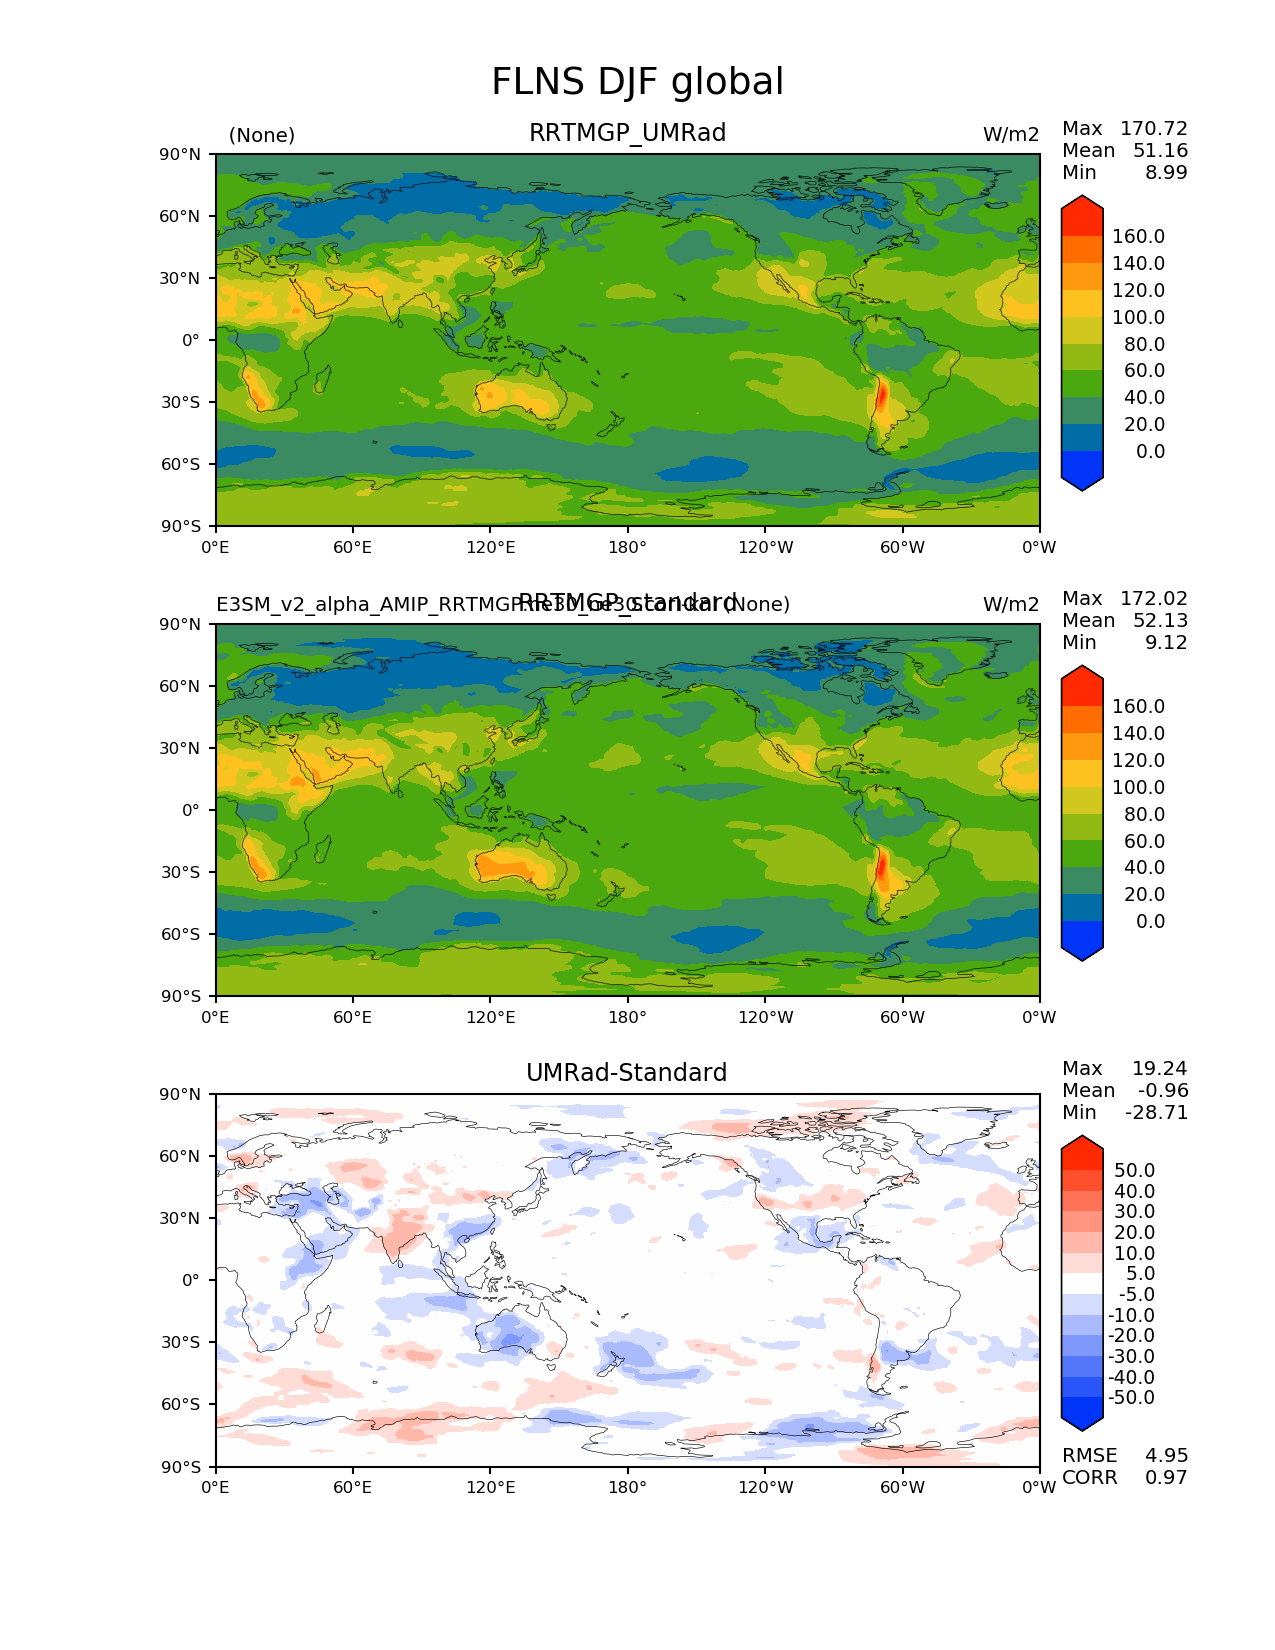 FLNS DJF global
(None) RRTMGP_UMRad W/m2
Max 170.72
Mean 51.16
Min 8.99
90°N
60°N
30°N
0°
30°S
60°S
90°S
0°E 60°E 120°E 180° 120°W 60°W 0°W
160.0
140.0
120.0
100.0
80.0
60.0
40.0
20.0
0.0
E3SM_v2_alpha_AMIP_RRTMGP (None) RRTMGP_standard W/m2
Max 172.02
Mean 52.13
Min 9.12
90°N
60°N
30°N
0°
30°S
60°S
90°S
0°E 60°E 120°E 180° 120°W 60°W 0°W
160.0
140.0
120.0
100.0
80.0
60.0
40.0
20.0
0.0
UMRad-Standard
Max 19.24
Mean -0.96
Min -28.71
90°N
60°N
30°N
0°
30°S
60°S
90°S
0°E 60°E 120°E 180° 120°W 60°W 0°W
50.0
40.0
30.0
20.0
10.0
5.0
-5.0
-10.0
-20.0
-30.0
-40.0
-50.0
RMSE 4.95
CORR 0.97